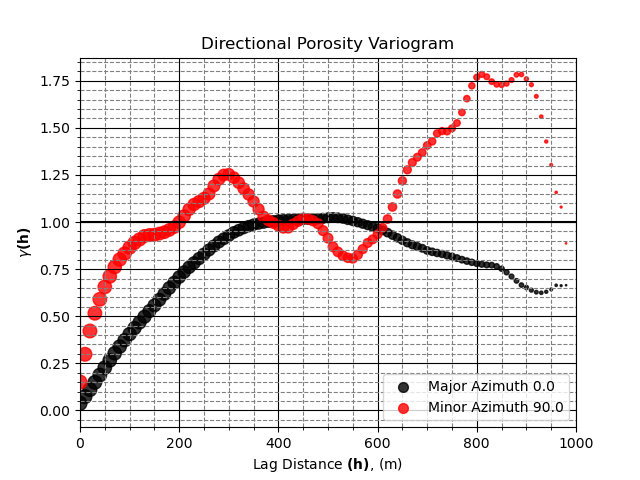 Directional Porosity Variogram
γ(h)
1.75
1.50
1.25
1.00
0.75
0.50
0.25
0.00
0 200 400 600 800 1000
Lag Distance (h), (m)
Major Azimuth 0.0
Minor Azimuth 90.0